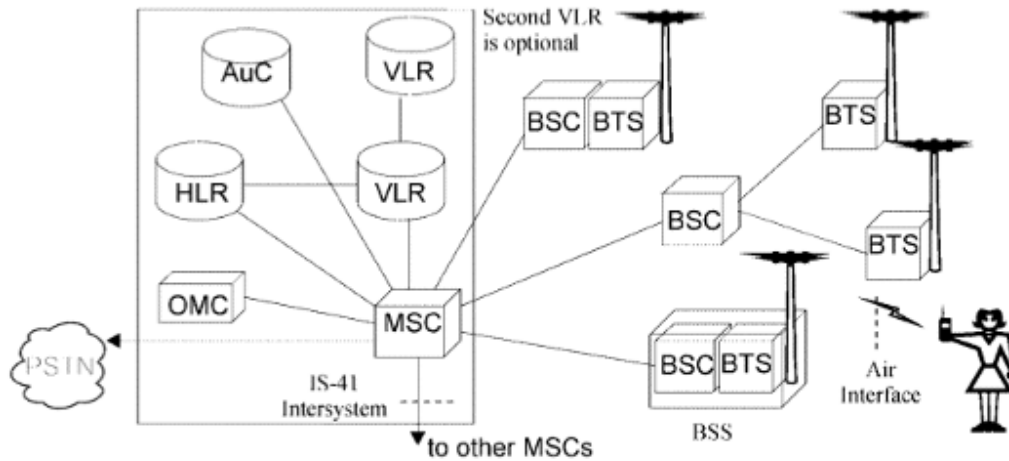 Second VLR
is optional
AuC
VLR
BSC
BTS
BTS
HLR
VLR
BSC
BTS
OMC
MSC
PSTN
BSC
BTS
IS-41
Intersystem
Air
Interface
BSS
to other MSCs